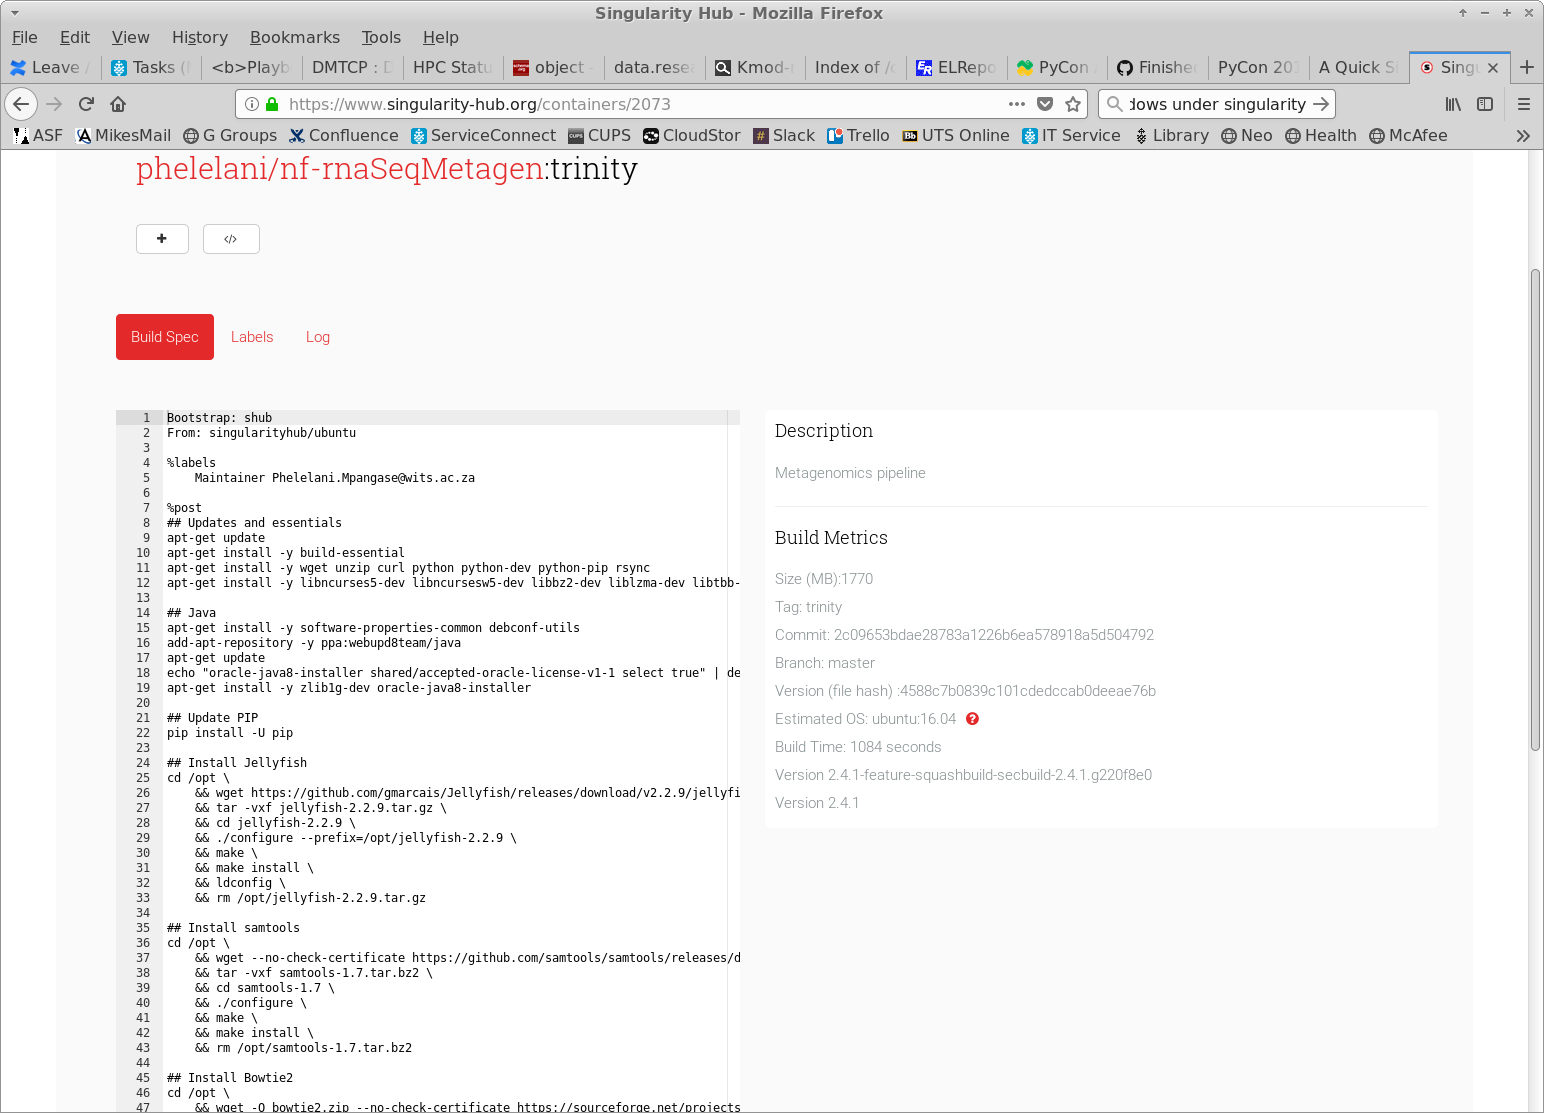 Singularity Hub - Mozilla Firefox
File Edit View History Bookmarks Tools Help
Leave / Tasks ( <b>Playb DMTCP : HPC Statu object - data.rese Kmod- Index of / ELRepo PyCon Finishe PyCon 20 A Quick S Singu
https://www.singularity-hub.org/containers/2073 dows under singularity
ASF MikesMail G Groups Confluence ServiceConnect CUPS CloudStor Slack Trello UTS Online IT Service Library Neo Health McAfee
phelelani/nf-rnaSeqMetagen:trinity
+ </>
Build Spec Labels Log
1 Bootstrap: shub
2 From: singularityhub/ubuntu
3
4 %labels
5 Maintainer Phelelani.Mpangase@wits.ac.za
6
7 %post
8 ## Updates and essentials
9 apt-get update
10 apt-get install -y build-essential
11 apt-get install -y wget unzip curl python python-dev python-pip rsync
12 apt-get install -y libncurses5-dev libncursesw5-dev libbz2-dev liblzma-dev libtbb-
13
14 ## Java
15 apt-get install -y software-properties-common debconf-utils
16 add-apt-repository -y ppa:webupd8team/java
17 apt-get update
18 echo "oracle-java8-installer shared/accepted-oracle-license-v1-1 select true" | de
19 apt-get install -y zlib1g-dev oracle-java8-installer
20
21 ## Update PIP
22 pip install -U pip
23
24 ## Install Jellyfish
25 cd /opt \
26 && wget https://github.com/gmarcais/Jellyfish/releases/download/v2.2.9/jellyfi
27 && tar -vxf jellyfish-2.2.9.tar.gz \
28 && cd jellyfish-2.2.9 \
29 && ./configure --prefix=/opt/jellyfish-2.2.9 \
30 && make \
31 && make install \
32 && ldconfig \
33 && rm /opt/jellyfish-2.2.9.tar.gz
34
35 ## Install samtools
36 cd /opt \
37 && wget --no-check-certificate https://github.com/samtools/samtools/releases/d
38 && tar -vxf samtools-1.7.tar.bz2 \
39 && cd samtools-1.7 \
40 && ./configure \
41 && make \
42 && make install \
43 && rm /opt/samtools-1.7.tar.bz2
44
45 ## Install Bowtie2
46 cd /opt \
47 && wget -O bowtie2.zip --no-check-certificate https://sourceforge.net/projects
Description
Metagenomics pipeline
Build Metrics
Size (MB):1770
Tag: trinity
Commit: 2c09653bdae28783a1226b6ea578918a5d504792
Branch: master
Version (file hash) :4588c7b0839c101cdedccab0deeae76b
Estimated OS: ubuntu:16.04 ?
Build Time: 1084 seconds
Version 2.4.1-feature-squashbuild-secbuild-2.4.1.g220f8e0
Version 2.4.1